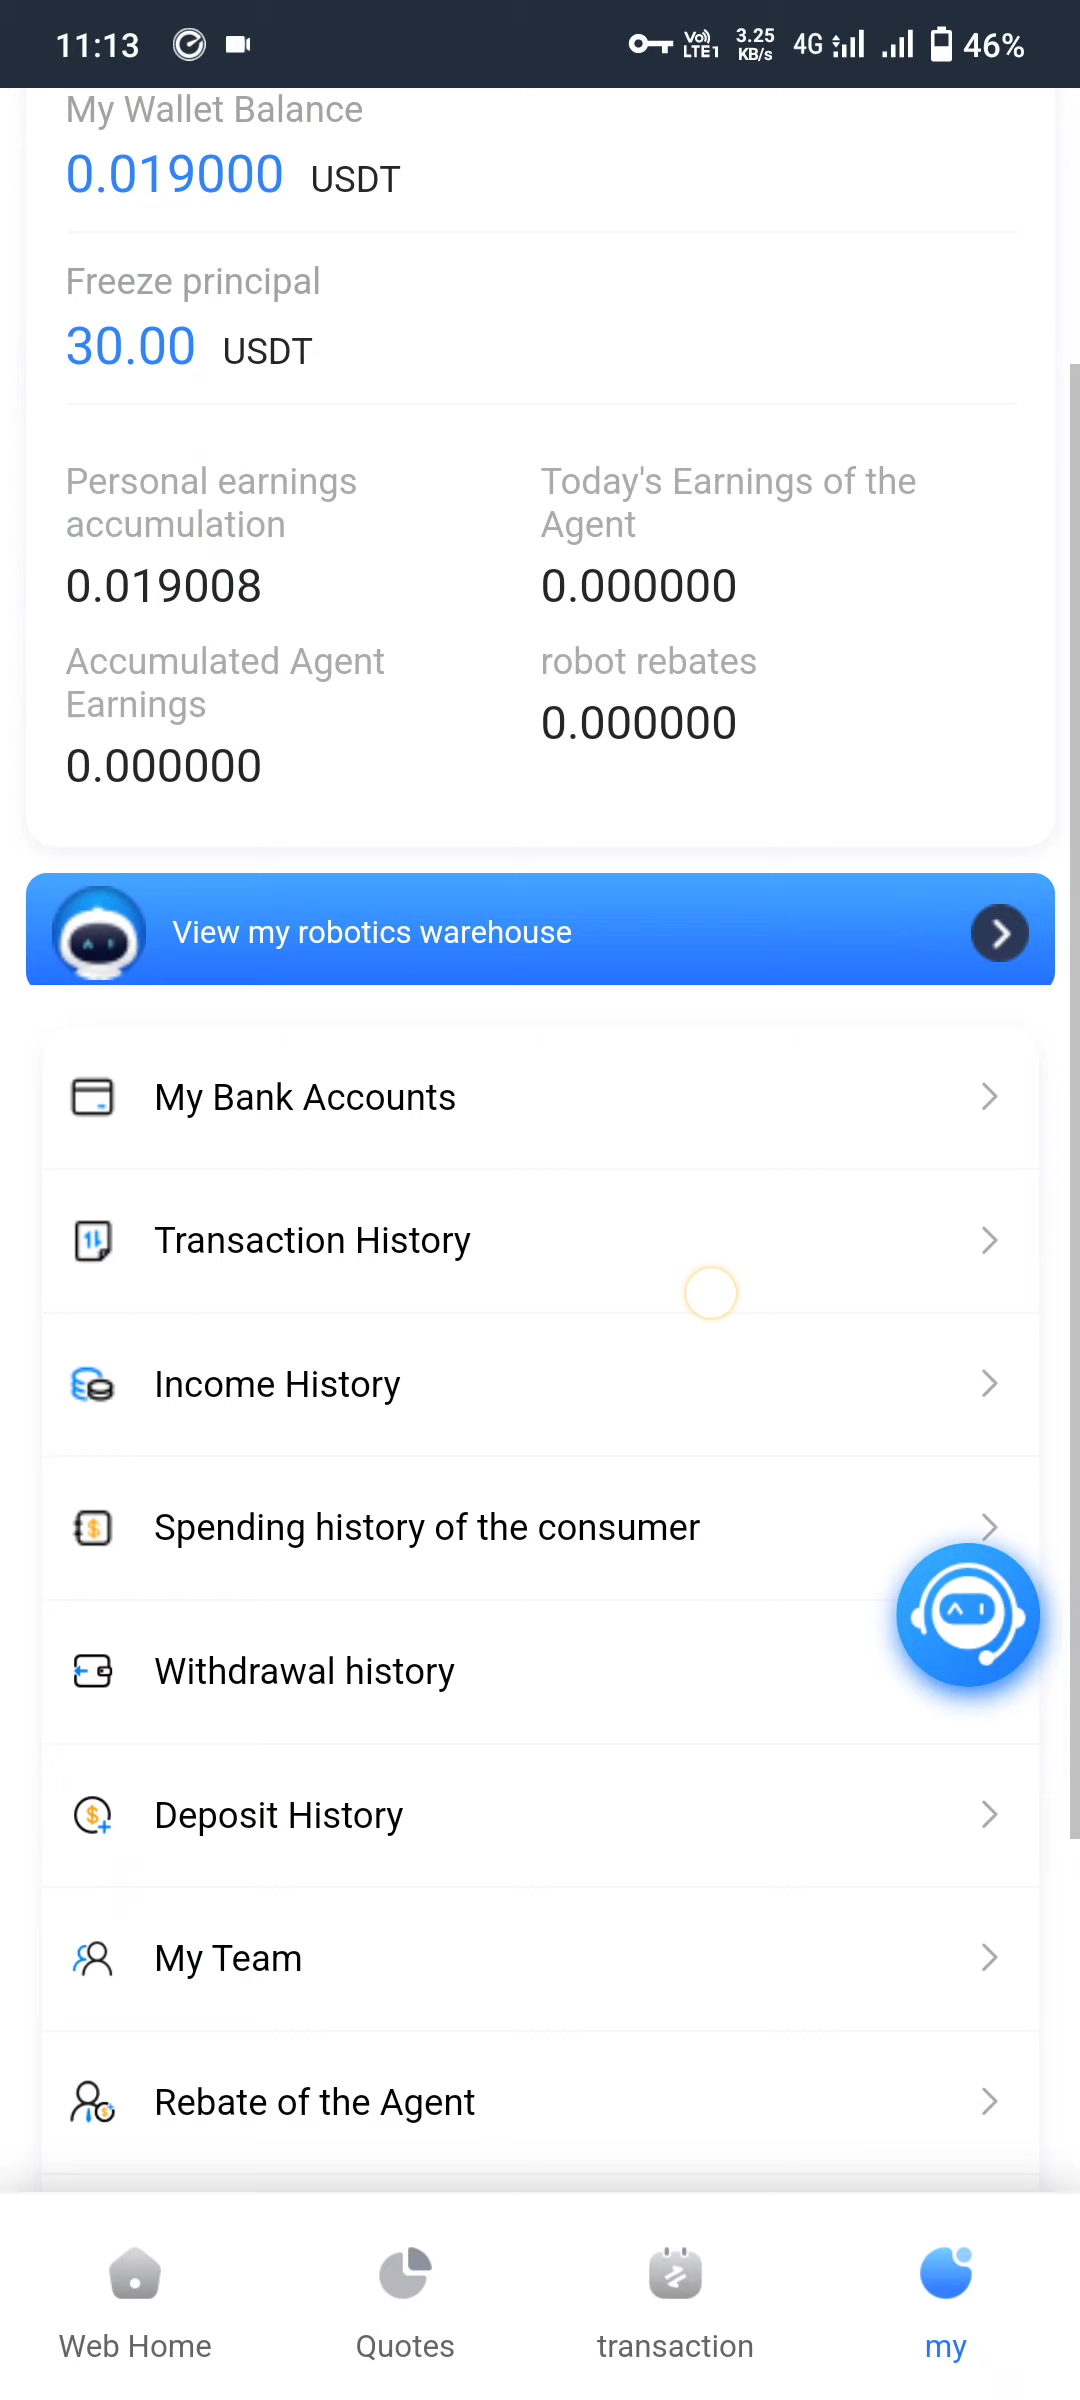 11:13 Vo)) LTE1 3.25 KB/s 4G 46%
My Wallet Balance
0.019000 USDT
Freeze principal
30.00 USDT
Personal earnings accumulation
0.019008
Today's Earnings of the Agent
0.000000
Accumulated Agent Earnings
0.000000
robot rebates
0.000000
View my robotics warehouse
My Bank Accounts
Transaction History
Income History
Spending history of the consumer
Withdrawal history
Deposit History
My Team
Rebate of the Agent
Web Home
Quotes
transaction
my